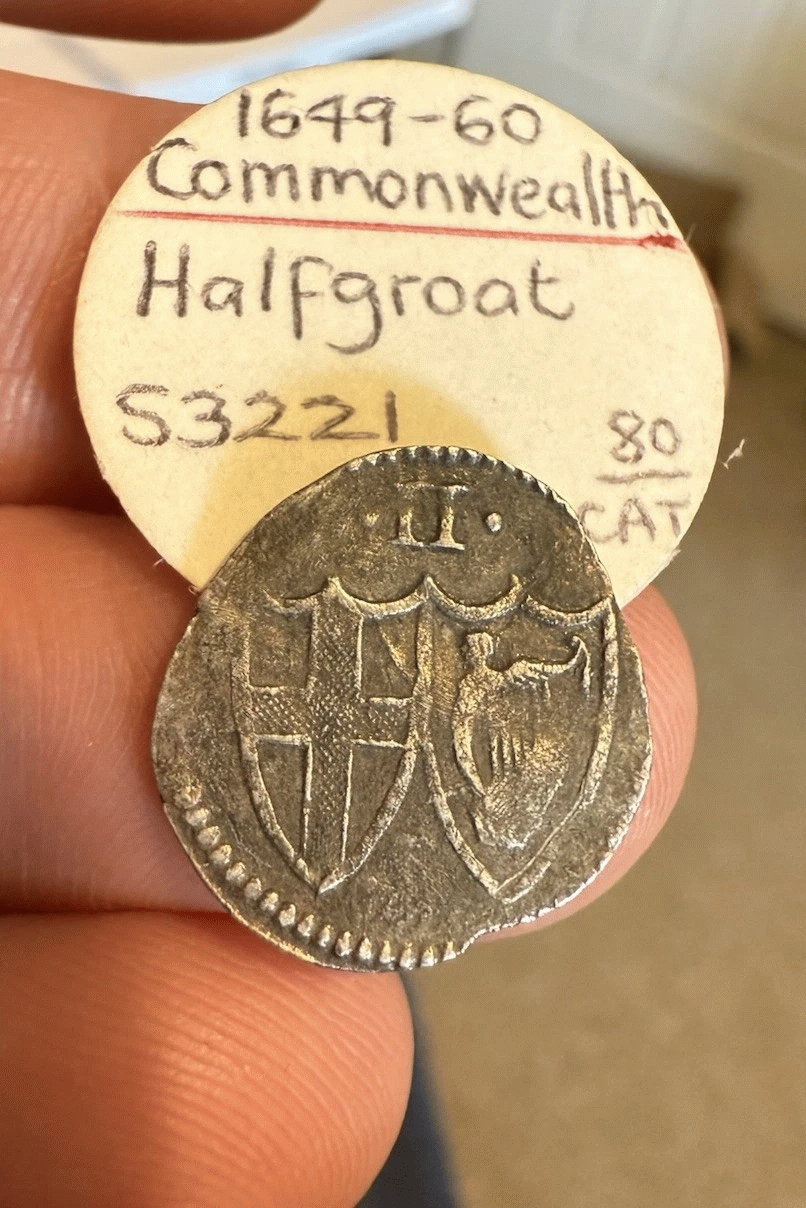 1649-60
Commonwealth
Halfgroat
S3221
80
CAT
·II·